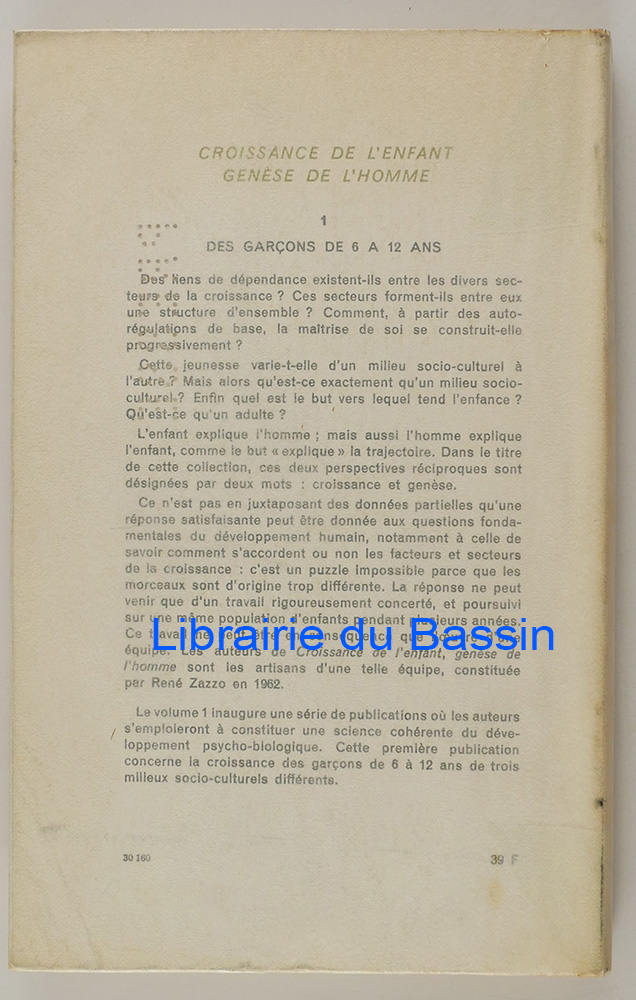 CROISSANCE DE L'ENFANT
GENÈSE DE L'HOMME
1
DES GARÇONS DE 6 A 12 ANS
Des liens de dépendance existent-ils entre les divers sec-
teurs de la croissance ? Ces secteurs forment-ils entre eux
une structure d'ensemble ? Comment, à partir des auto-
régulations de base, la maîtrise de soi se construit-elle
progressivement ?
Cette jeunesse varie-t-elle d'un milieu socio-culturel à
l'autre ? Mais alors qu'est-ce exactement qu'un milieu socio-
culturel ? Enfin quel est le but vers lequel tend l'enfance ?
Qu'est-ce qu'un adulte ?
L'enfant explique l'homme ; mais aussi l'homme explique
l'enfant, comme le but « explique » la trajectoire. Dans le titre
de cette collection, ces deux perspectives réciproques sont
désignées par deux mots : croissance et genèse.
Ce n'est pas en juxtaposant des données partielles qu'une
réponse satisfaisante peut être donnée aux questions fonda-
mentales du développement humain, notamment à celle de
savoir comment s'accordent ou non les facteurs et secteurs
de la croissance : c'est un puzzle impossible parce que les
morceaux sont d'origine trop différente. La réponse ne peut
venir que d'un travail rigoureusement concerté, et poursuivi
sur une même population d'enfants pendant plusieurs années.
Ce travail ne peut être en conséquence que
Librairie du Bassin
équipe. Les auteurs de Croissance de l'enfant, genèse de
l'homme sont les artisans d'une telle équipe, constituée
par René Zazzo en 1962.
Le volume 1 inaugure une série de publications où les auteurs
s'emploieront à constituer une science cohérente du déve-
loppement psycho-biologique. Cette première publication
concerne la croissance des garçons de 6 à 12 ans de trois
milieux socio-culturels différents.
30 160
39 F